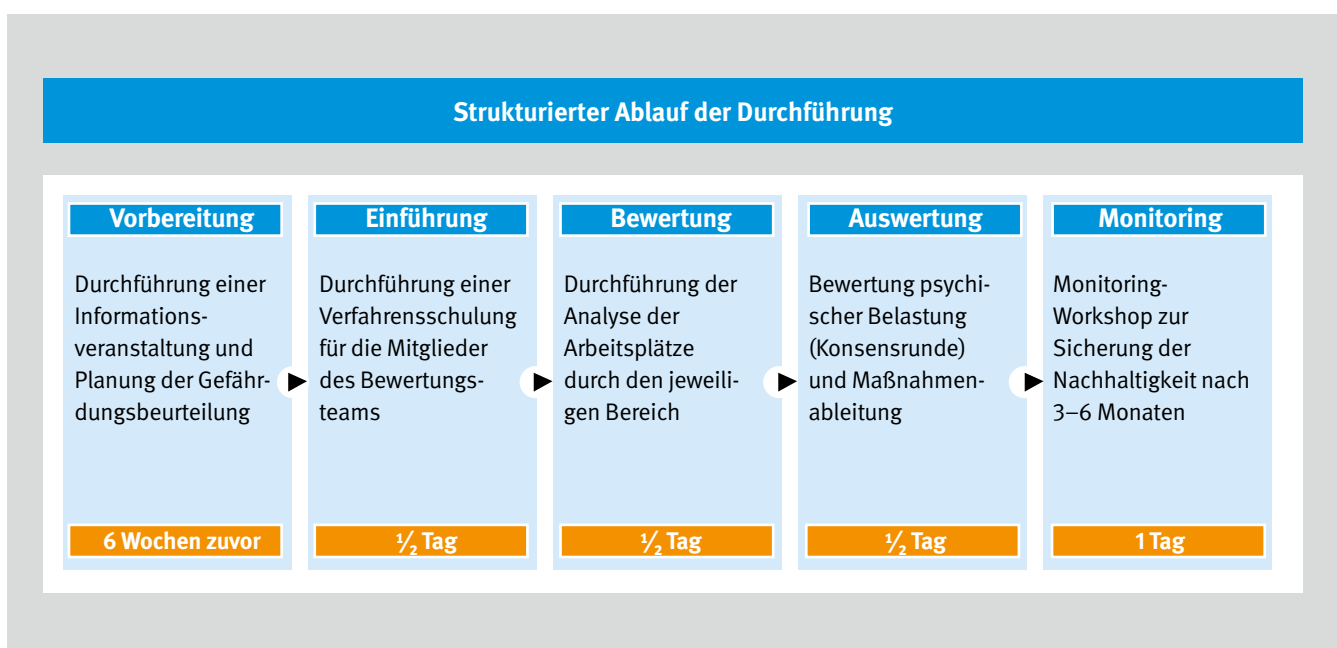 Strukturierter Ablauf der Durchführung
Vorbereitung
Durchführung einer
Informations-
veranstaltung und
Planung der Gefähr-
dungsbeurteilung
6 Wochen zuvor
Einführung
Durchführung einer
Verfahrensschulung
für die Mitglieder
des Bewertungs-
teams
½ Tag
Bewertung
Durchführung der
Analyse der
Arbeitsplätze
durch den jeweili-
gen Bereich
½ Tag
Auswertung
Bewertung psychi-
scher Belastung
(Konsensrunde)
und Maßnahmen-
ableitung
½ Tag
Monitoring
Monitoring-
Workshop zur
Sicherung der
Nachhaltigkeit nach
3–6 Monaten
1 Tag